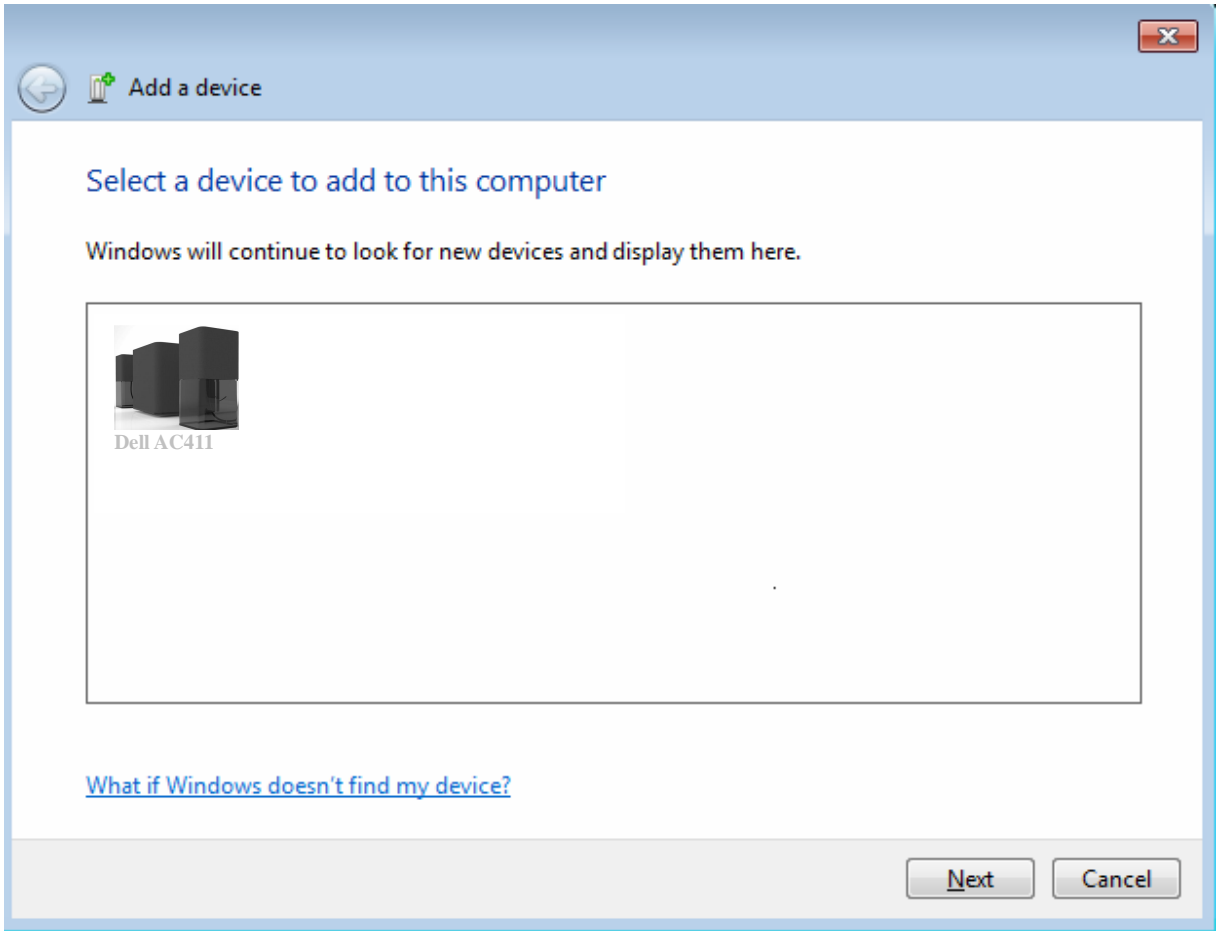 Add a device
Select a device to add to this computer
Windows will continue to look for new devices and display them here.
Dell AC411
What if Windows doesn't find my device?
Next
Cancel